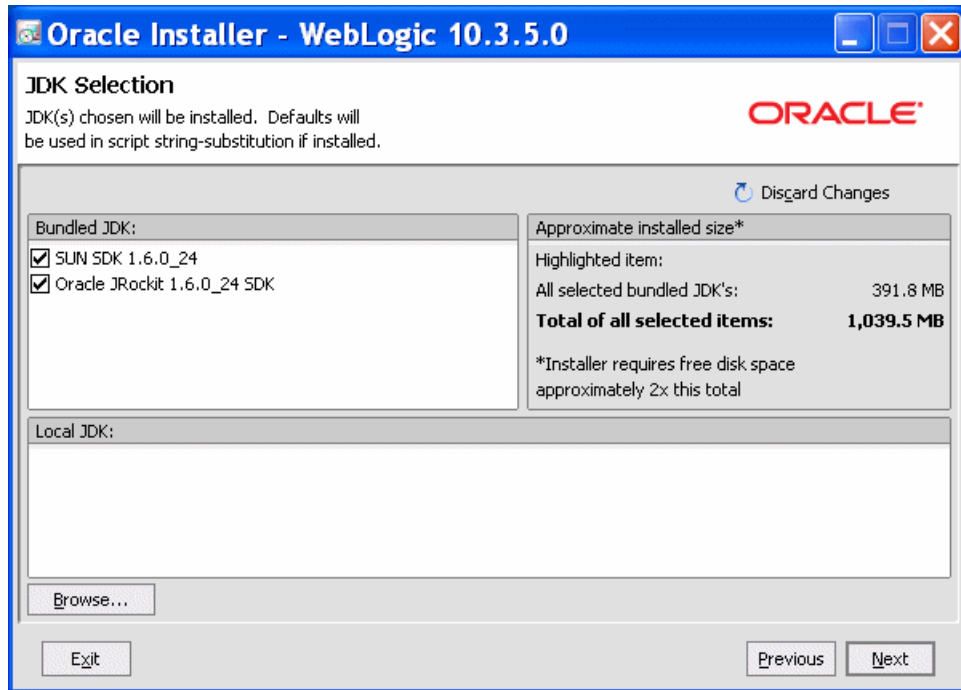 Oracle Installer - WebLogic 10.3.5.0
JDK Selection
JDK(s) chosen will be installed. Defaults will
be used in script string-substitution if installed.
ORACLE
Discard Changes
Bundled JDK:
SUN SDK 1.6.0_24
Oracle JRockit 1.6.0_24 SDK
Approximate installed size*
Highlighted item:
All selected bundled JDK's: 391.8 MB
Total of all selected items: 1,039.5 MB
*Installer requires free disk space
approximately 2x this total
Local JDK:
Browse...
Exit
Previous
Next